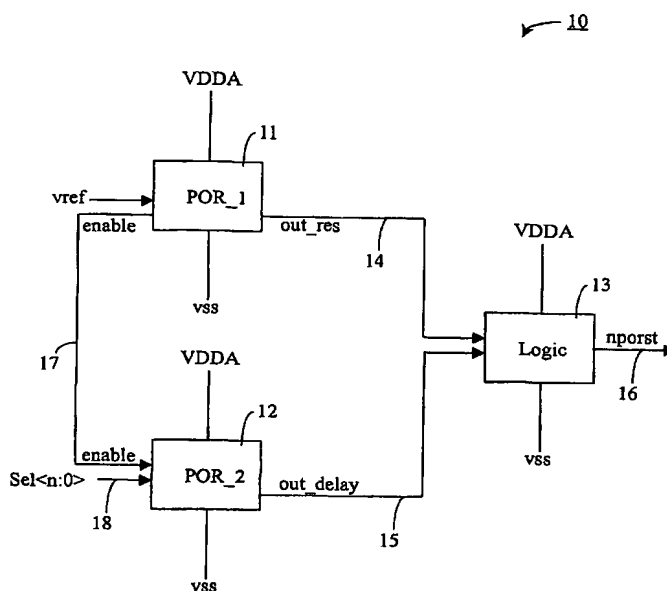 10
VDDA
11
vref
POR_1
enable
out_res
14
vss
VDDA
13
Logic
nporst
16
vss
17
VDDA
12
enable
Sel<n:0>
POR_2
18
out_delay
15
vss